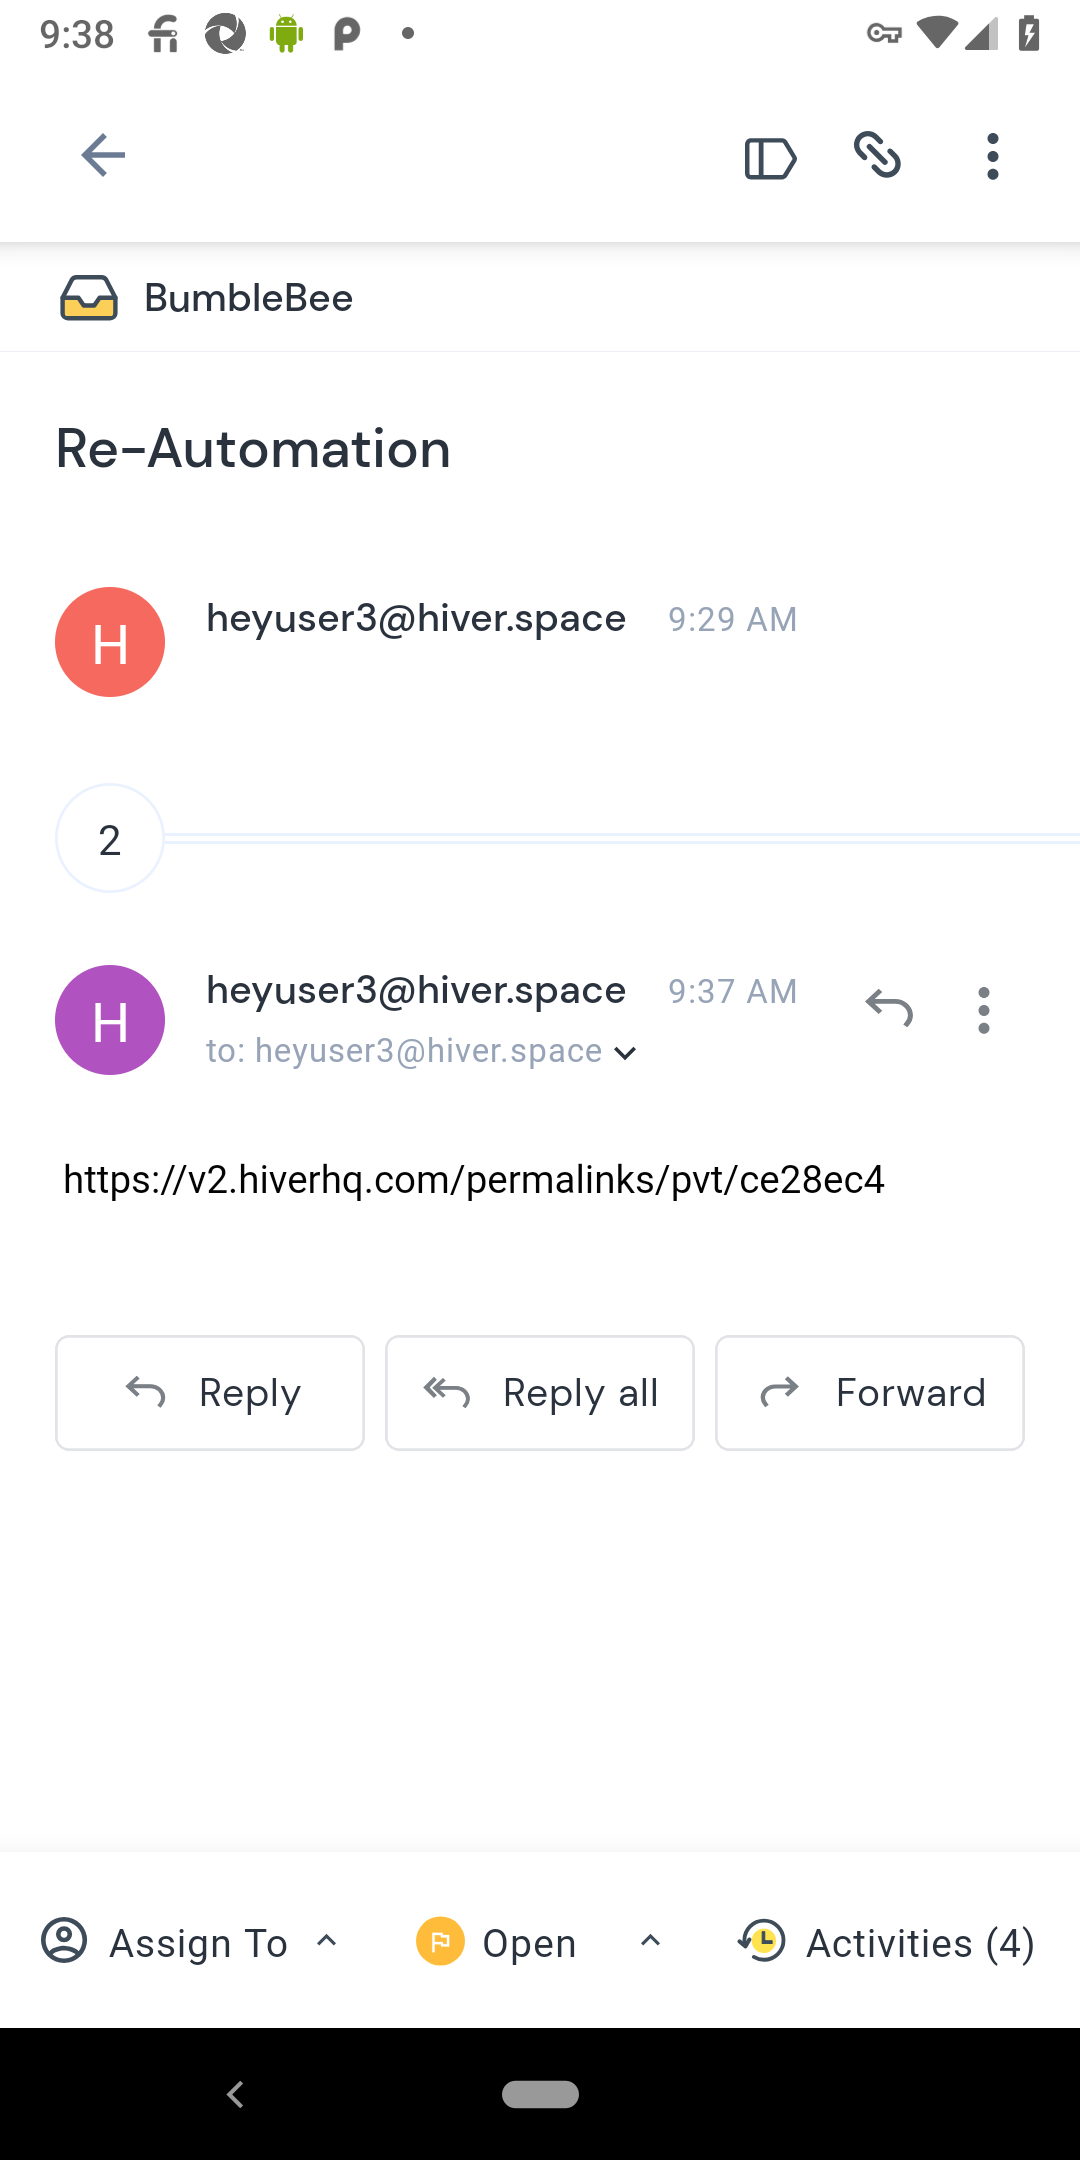 9:38
BumbleBee
Re-Automation
H heyuser3@hiver.space 9:29 AM
2
H heyuser3@hiver.space 9:37 AM
to: heyuser3@hiver.space
https://v2.hiverhq.com/permalinks/pvt/ce28ec4
Reply Reply all Forward
Assign To Open Activities (4)